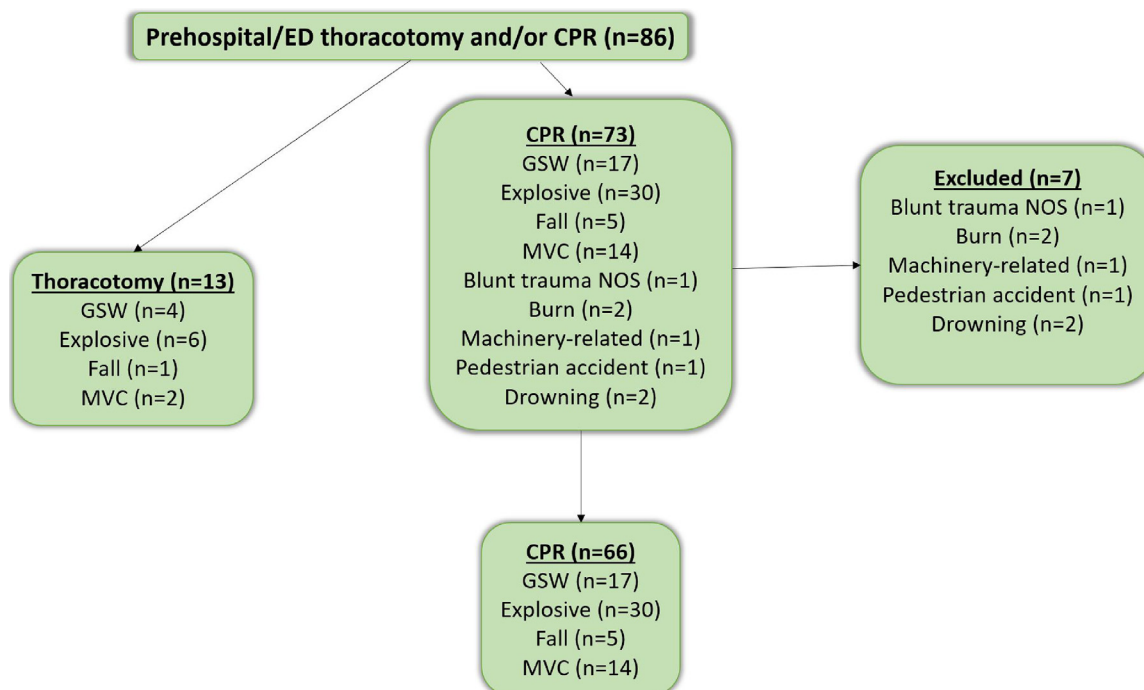 Prehospital/ED thoracotomy and/or CPR (n=86)
Thoracotomy (n=13)
GSW (n=4)
Explosive (n=6)
Fall (n=1)
MVC (n=2)
CPR (n=73)
GSW (n=17)
Explosive (n=30)
Fall (n=5)
MVC (n=14)
Blunt trauma NOS (n=1)
Burn (n=2)
Machinery-related (n=1)
Pedestrian accident (n=1)
Drowning (n=2)
Excluded (n=7)
Blunt trauma NOS (n=1)
Burn (n=2)
Machinery-related (n=1)
Pedestrian accident (n=1)
Drowning (n=2)
CPR (n=66)
GSW (n=17)
Explosive (n=30)
Fall (n=5)
MVC (n=14)